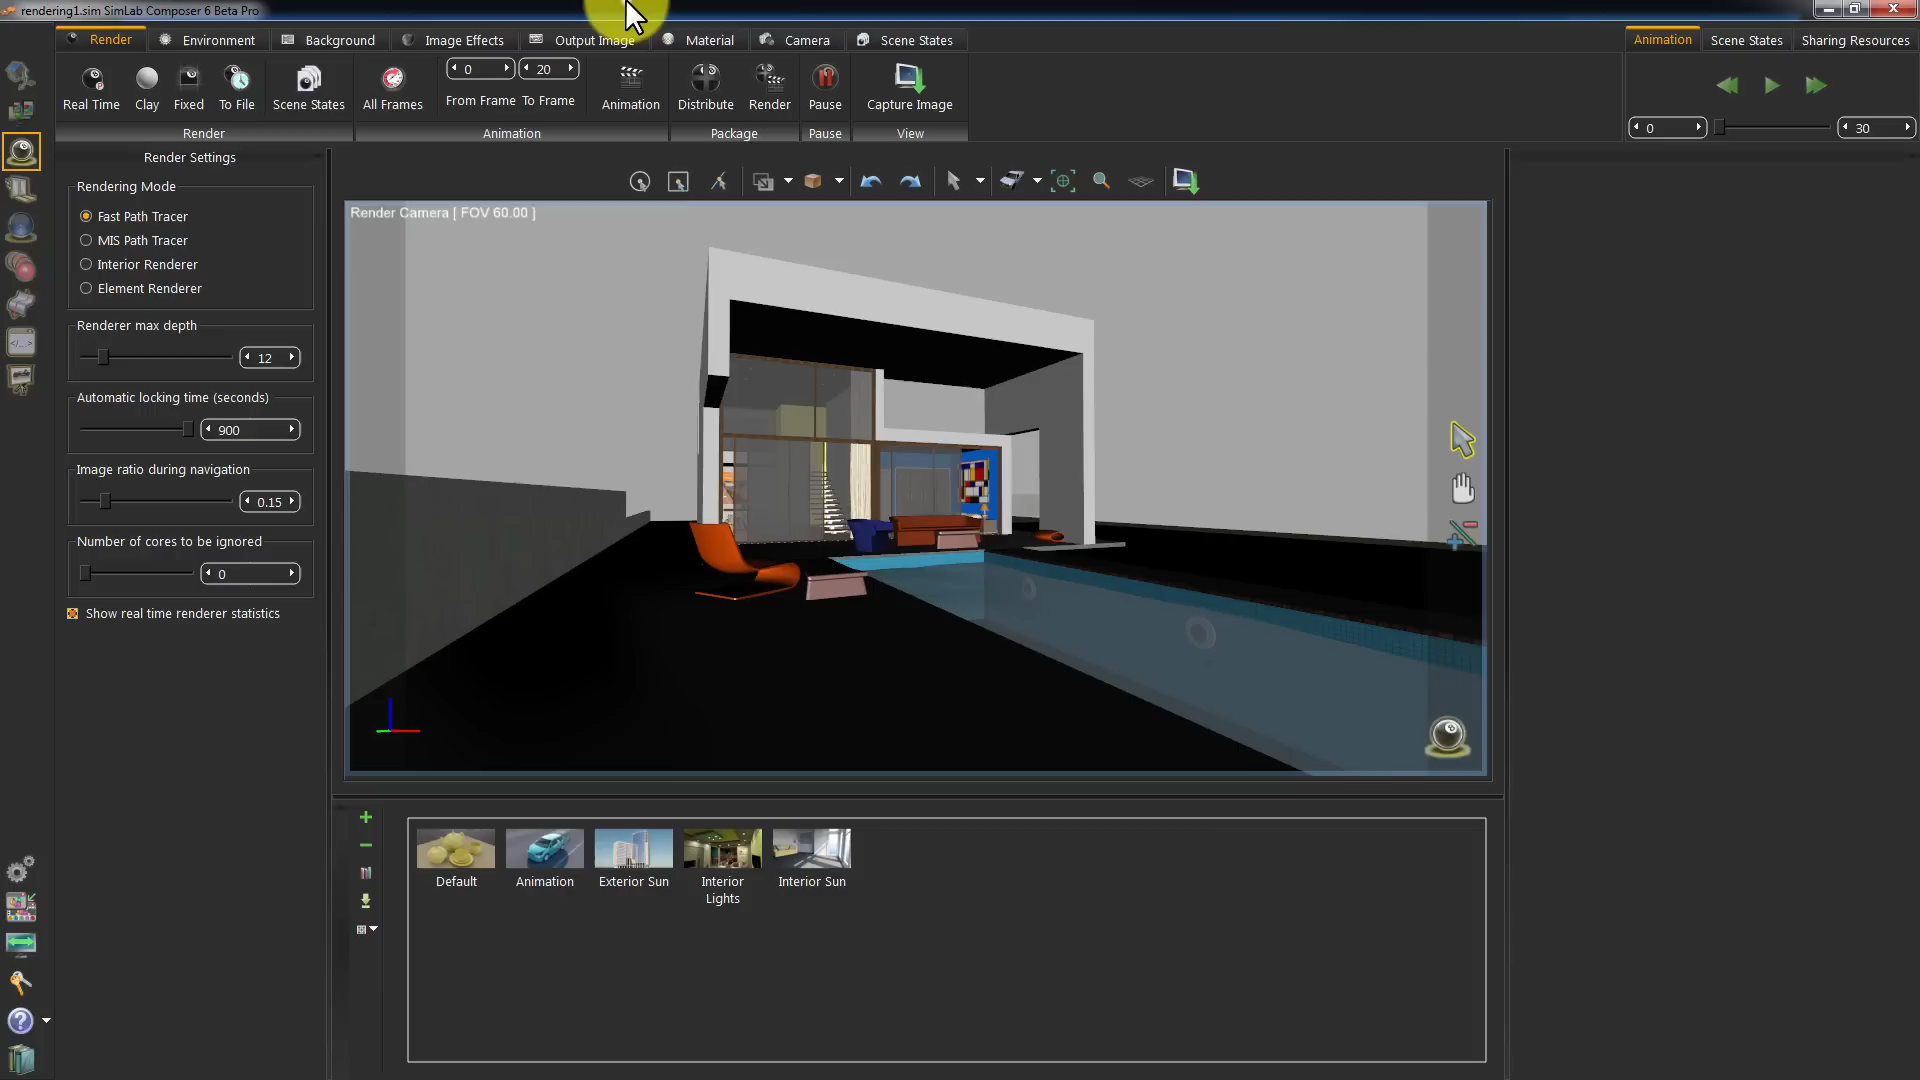 rendering1.sim SimLab Composer 6 Beta Pro
Render Environment Background Image Effects Output Image Material Camera Scene States
Animation Scene States Sharing Resources
0 20
Real Time Clay Fixed To File Scene States All Frames From Frame To Frame Animation Distribute Render Pause Capture Image
0 30
Render Animation Package Pause View
Render Settings
Rendering Mode
Fast Path Tracer
MIS Path Tracer
Interior Renderer
Element Renderer
Renderer max depth
12
Automatic locking time (seconds)
900
Image ratio during navigation
0.15
Number of cores to be ignored
0
Show real time renderer statistics
Render Camera [ FOV 60.00 ]
Default Animation Exterior Sun Interior Lights Interior Sun